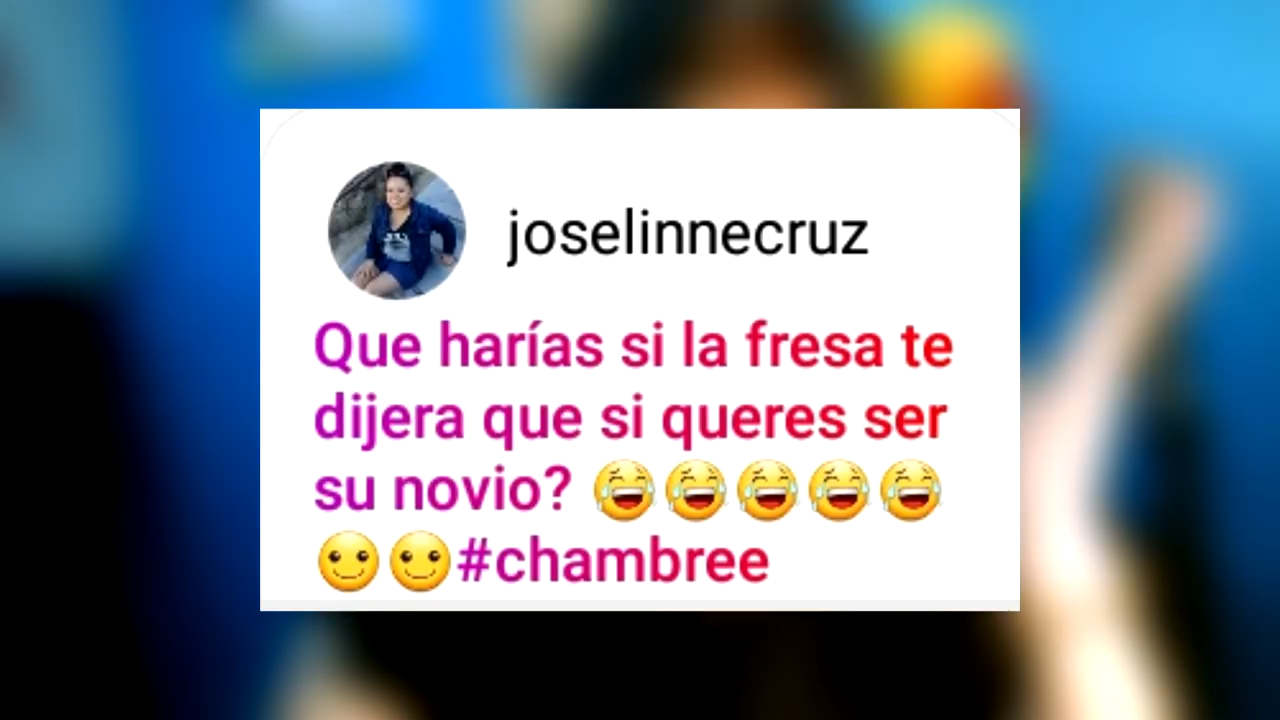 joselinnecruz
Que harías si la fresa te
dijera que si queres ser
su novio? 😂😂😂😂😂
🙂🙂#chambree